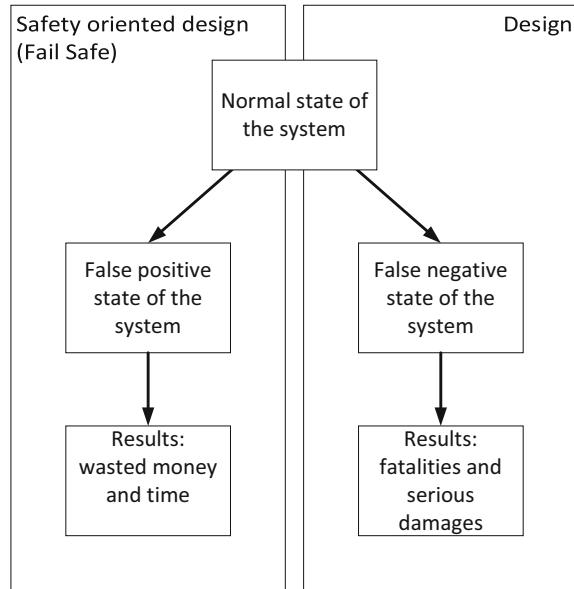 Safety oriented design
(Fail Safe)
Design
Normal state of
the system
False positive
state of the
system
False negative
state of the
system
Results:
wasted money
and time
Results:
fatalities and
serious
damages